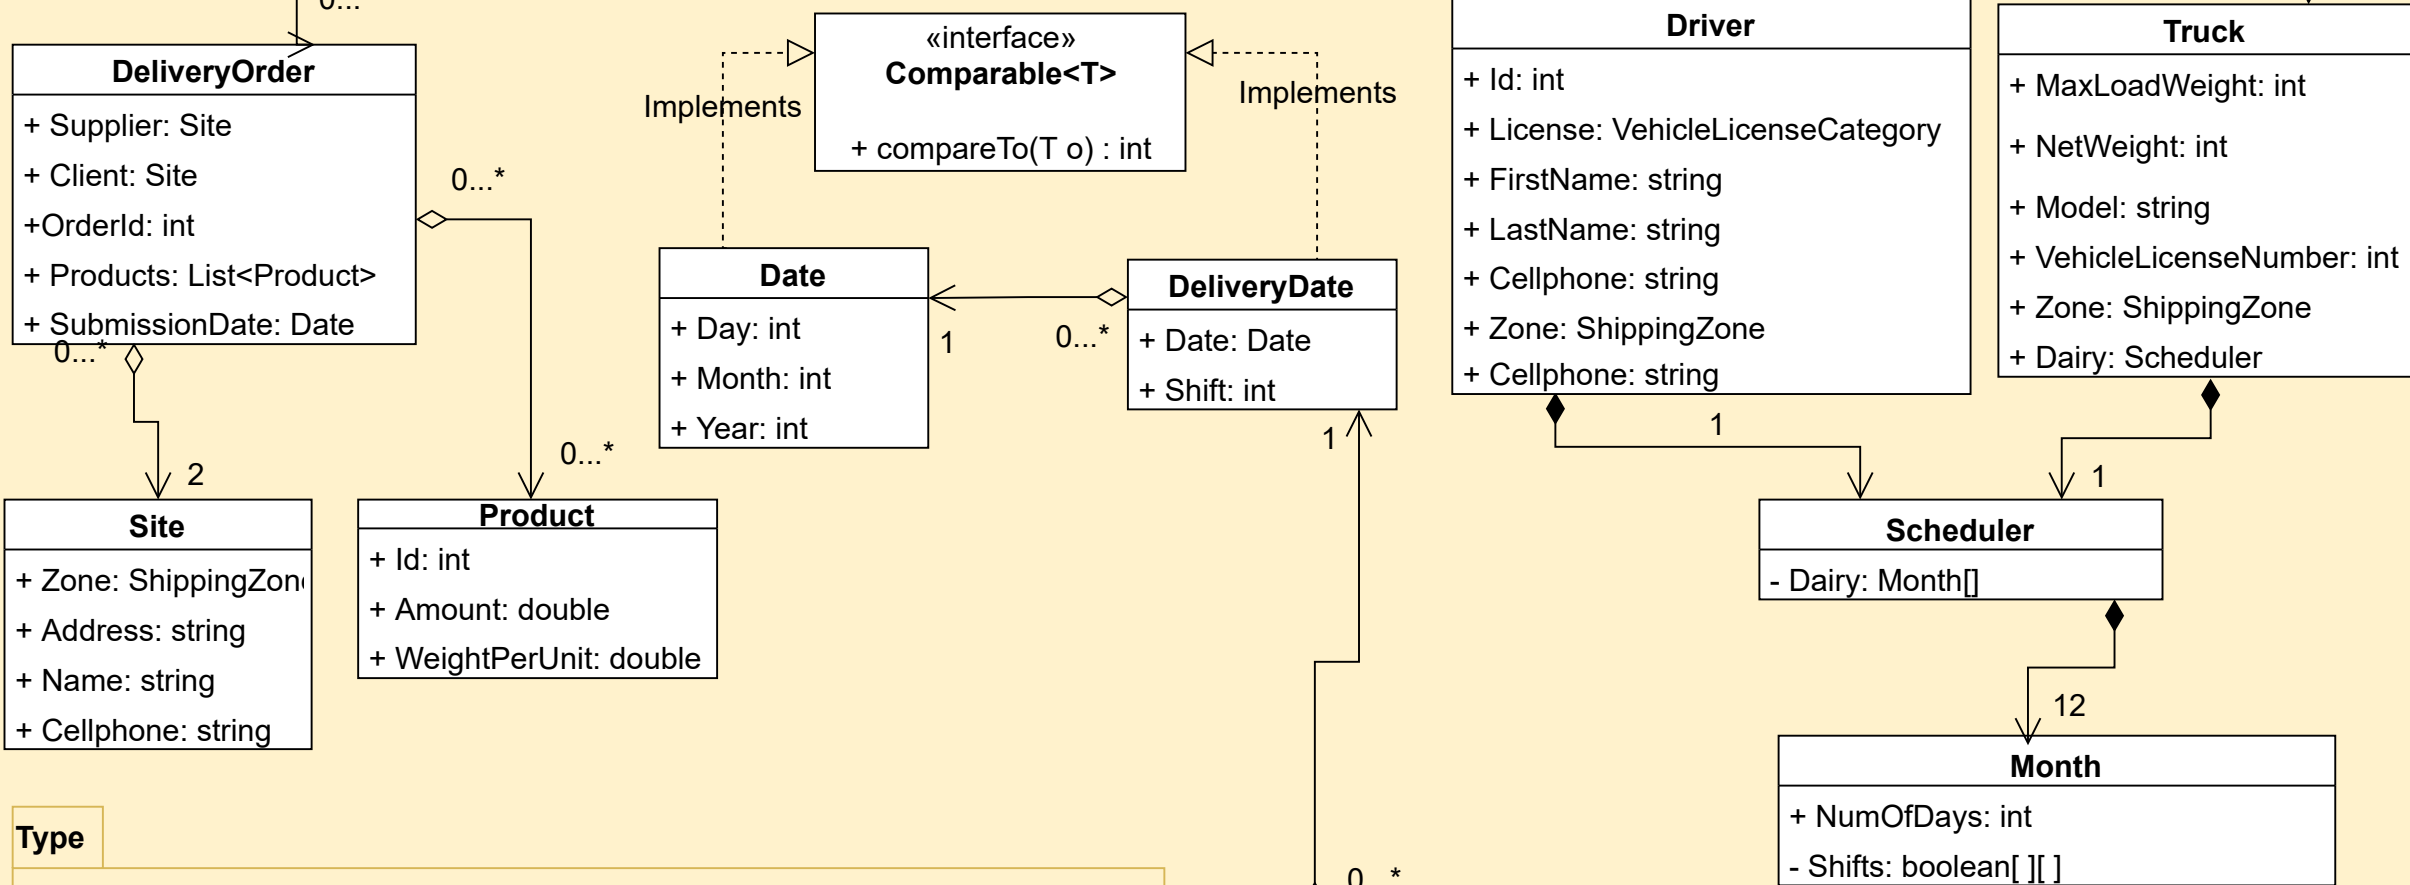 0...
DeliveryOrder
+ Supplier: Site
+ Client: Site
+OrderId: int
+ Products: List<Product>
+ SubmissionDate: Date
0...*
0...*
2
0...*
Site
+ Zone: ShippingZone
+ Address: string
+ Name: string
+ Cellphone: string
Product
+ Id: int
+ Amount: double
+ WeightPerUnit: double
«interface»
Comparable<T>
+ compareTo(T o) : int
Implements
Implements
Date
+ Day: int
+ Month: int
+ Year: int
1
0...*
DeliveryDate
+ Date: Date
+ Shift: int
1
0...*
Driver
+ Id: int
+ License: VehicleLicenseCategory
+ FirstName: string
+ LastName: string
+ Cellphone: string
+ Zone: ShippingZone
+ Cellphone: string
1
Truck
+ MaxLoadWeight: int
+ NetWeight: int
+ Model: string
+ VehicleLicenseNumber: int
+ Zone: ShippingZone
+ Dairy: Scheduler
1
Scheduler
- Dairy: Month[]
12
Month
+ NumOfDays: int
- Shifts: boolean[ ][ ]
Type